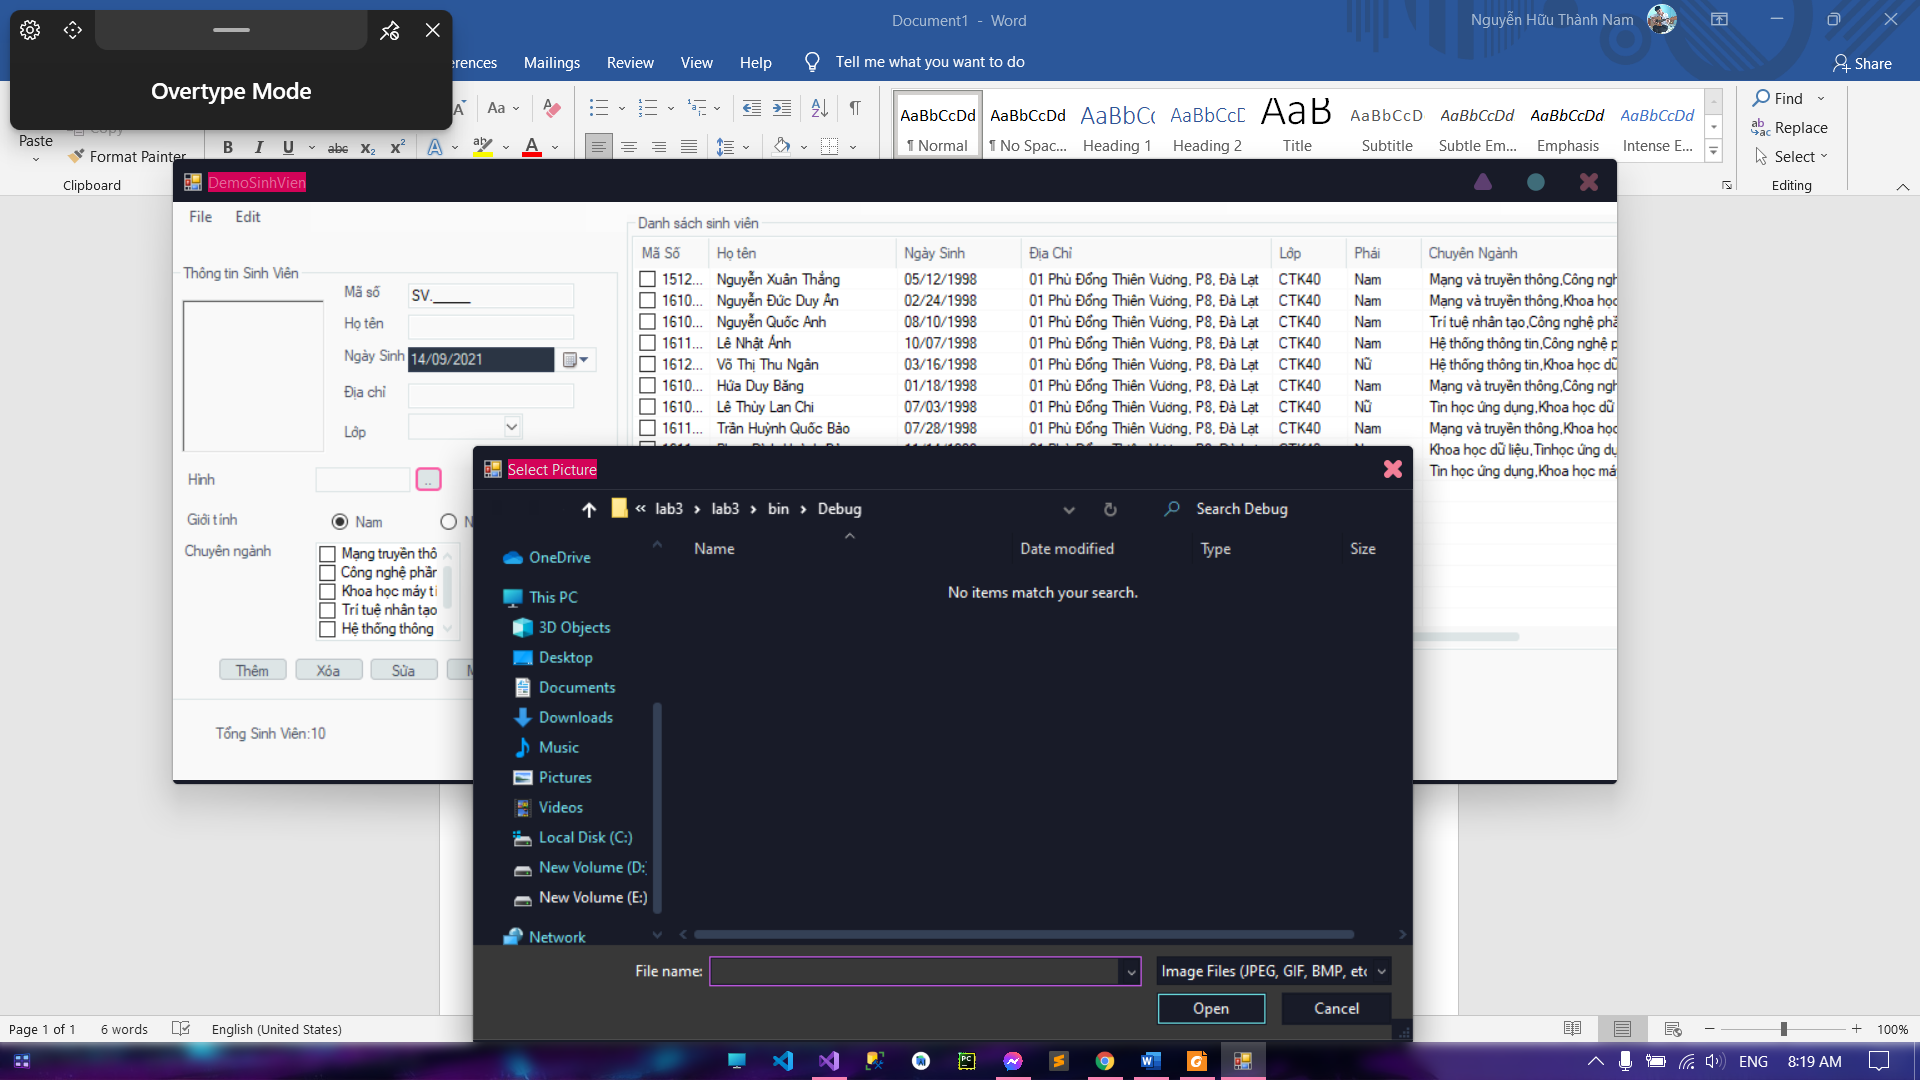 Document1 - Word
Nguyễn Hữu Thành Nam
Overtype Mode
Mailings
Review
View
Help
Tell me what you want to do
Share
Paste
Format Painter
Clipboard
Aa
B I U abc x₂ x²
AaBbCcDd
¶ Normal
AaBbCcDd
¶ No Spac...
Heading 1
Heading 2
AaB
Title
AaBbCcD
Subtitle
AaBbCcDd
Subtle Em...
AaBbCcDd
Emphasis
AaBbCcDd
Intense E...
Find
Replace
Select
Editing
DemoSinhVien
File Edit
Thông tin Sinh Viên
Mã số SV._____
Họ tên
Ngày Sinh 14/09/2021
Địa chỉ
Lớp
Hình ..
Giới tính Nam
Chuyên ngành
Mạng truyền thô
Công nghệ phần
Khoa học máy tí
Trí tuệ nhân tạo
Hệ thống thông
Thêm Xóa Sửa
Tổng Sinh Viên:10
Danh sách sinh viên
Mã Số Họ tên Ngày Sinh Địa Chỉ Lớp Phái Chuyên Ngành
1512... Nguyễn Xuân Thắng 05/12/1998 01 Phù Đổng Thiên Vương, P8, Đà Lạt CTK40 Nam Mạng và truyền thông,Công ngh
1610... Nguyễn Đức Duy Ân 02/24/1998 01 Phù Đổng Thiên Vương, P8, Đà Lạt CTK40 Nam Mạng và truyền thông,Khoa học
1610... Nguyễn Quốc Anh 08/10/1998 01 Phù Đổng Thiên Vương, P8, Đà Lạt CTK40 Nam Trí tuệ nhân tạo,Công nghệ phầ
1611... Lê Nhật Ánh 10/07/1998 01 Phù Đổng Thiên Vương, P8, Đà Lạt CTK40 Nam Hệ thống thông tin,Công nghệ p
1612... Võ Thị Thu Ngân 03/16/1998 01 Phù Đổng Thiên Vương, P8, Đà Lạt CTK40 Nữ Hệ thống thông tin,Khoa học dữ
1610... Hứa Duy Băng 01/18/1998 01 Phù Đổng Thiên Vương, P8, Đà Lạt CTK40 Nam Mạng và truyền thông,Công ngh
1610... Lê Thùy Lan Chi 07/03/1998 01 Phù Đổng Thiên Vương, P8, Đà Lạt CTK40 Nữ Tin học ứng dụng,Khoa học dữ
1611... Trần Huỳnh Quốc Bảo 07/28/1998 01 Phù Đổng Thiên Vương, P8, Đà Lạt CTK40 Nam Mạng và truyền thông,Khoa học
Khoa học dữ liệu,Tinhọc ứng dụ
Tin học ứng dụng,Khoa học má
Select Picture
« lab3 › lab3 › bin › Debug
Search Debug
Name Date modified Type Size
No items match your search.
OneDrive
This PC
3D Objects
Desktop
Documents
Downloads
Music
Pictures
Videos
Local Disk (C:)
New Volume (D:
New Volume (E:)
Network
File name:
Image Files (JPEG, GIF, BMP, etc
Open Cancel
Page 1 of 1 6 words English (United States)
100%
ENG 8:19 AM